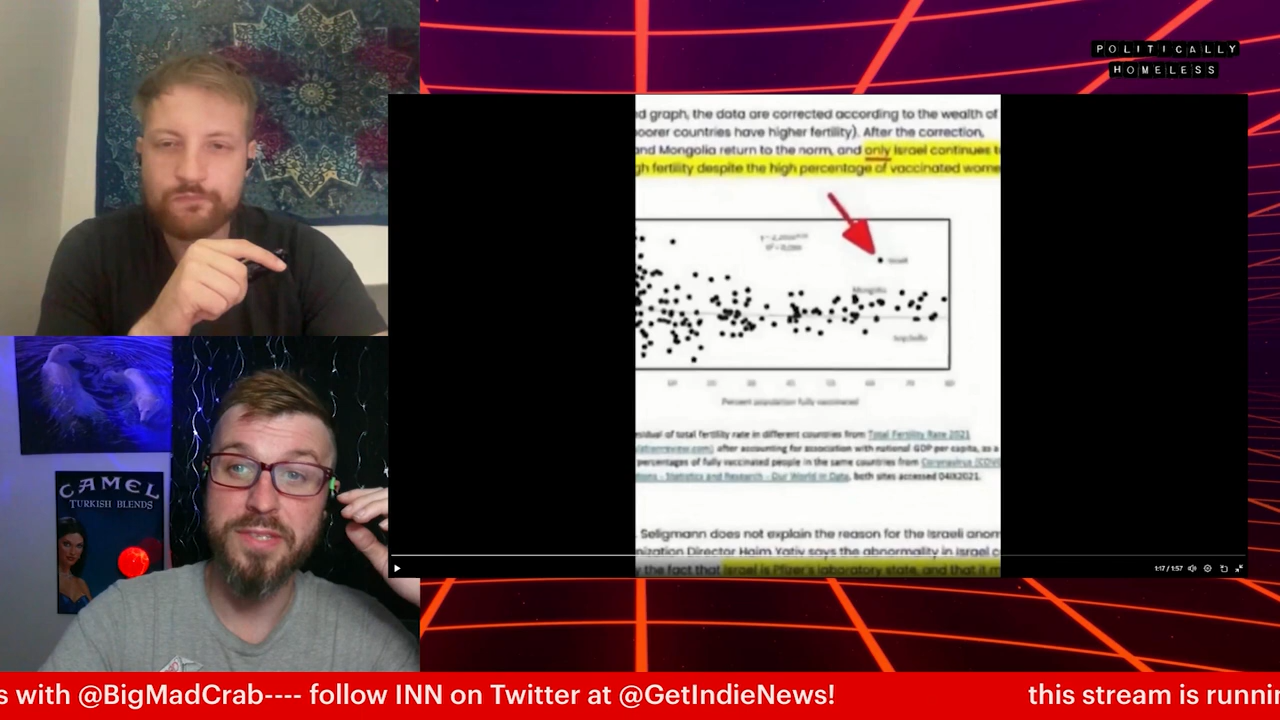 POLITICALLY
HOMELESS
d graph, the data are corrected according to the wealth of
oorer countries have higher fertility). After the correction,
and Mongolia return to the norm, and only Israel continues t
gh fertility despite the high percentage of vaccinated wome
Israel
Mongolia
Percent population fully vaccinated
esidual of total fertility rate in different countries from Total Fertility Rate 2021
after accounting for association with national GDP per capita, as a
percentages of fully vaccinated people in the same countries from Coronavirus (COVI
ions - Statistics and Research - Our World in Data, both sites accessed 04IX2021.
. Seligmann does not explain the reason for the Israeli anom
nization Director Haim Yativ says the abnormality in Israel c
y the fact that Israel is Pfizer's laboratory state, and that it m
1:17 / 1:57
CAMEL
TURKISH BLENDS
s with @BigMadCrab---- follow INN on Twitter at @GetIndieNews!
this stream is runnin